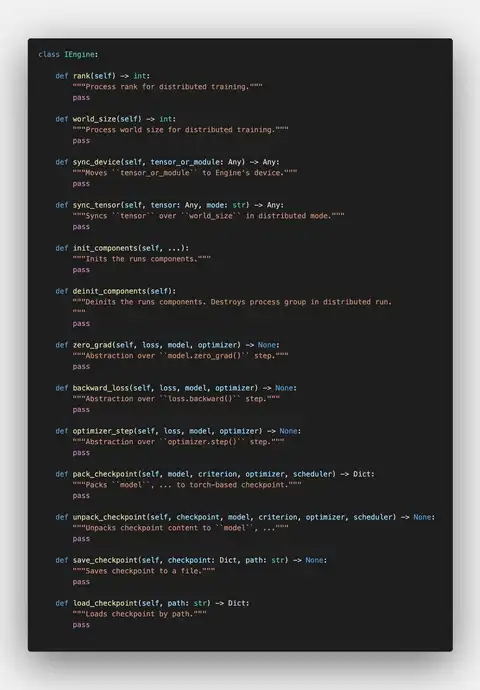 class IEngine:
    def rank(self) -> int:
        """Process rank for distributed training."""
        pass
    def world_size(self) -> int:
        """Process world size for distributed training."""
        pass
    def sync_device(self, tensor_or_module: Any) -> Any:
        """Moves ``tensor_or_module`` to Engine's device."""
        pass
    def sync_tensor(self, tensor: Any, mode: str) -> Any:
        """Syncs ``tensor`` over ``world_size`` in distributed mode."""
        pass
    def init_components(self, ...):
        """Inits the runs components."""
        pass
    def deinit_components(self):
        """Deinits the runs components. Destroys process group in distributed run.
        """
        pass
    def zero_grad(self, loss, model, optimizer) -> None:
        """Abstraction over ``model.zero_grad()`` step."""
        pass
    def backward_loss(self, loss, model, optimizer) -> None:
        """Abstraction over ``loss.backward()`` step."""
        pass
    def optimizer_step(self, loss, model, optimizer) -> None:
        """Abstraction over ``optimizer.step()`` step."""
        pass
    def pack_checkpoint(self, model, criterion, optimizer, scheduler) -> Dict:
        """Packs ``model``, ... to torch-based checkpoint."""
        pass
    def unpack_checkpoint(self, checkpoint, model, criterion, optimizer, scheduler) -> None:
        """Unpacks checkpoint content to ``model``, ..."""
        pass
    def save_checkpoint(self, checkpoint: Dict, path: str) -> None:
        """Saves checkpoint to a file."""
        pass
    def load_checkpoint(self, path: str) -> Dict:
        """Loads checkpoint by path."""
        pass